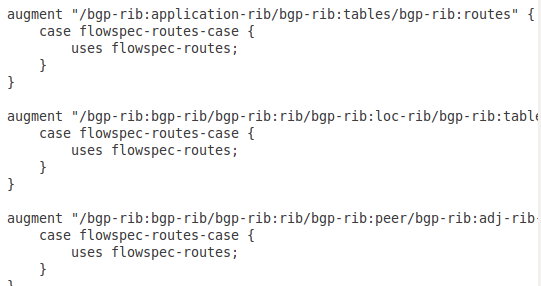 augment "/bgp-rib:application-rib/bgp-rib:tables/bgp-rib:routes" {
    case flowspec-routes-case {
        uses flowspec-routes;
    }
}

augment "/bgp-rib:bgp-rib/bgp-rib:rib/bgp-rib:loc-rib/bgp-rib:table
    case flowspec-routes-case {
        uses flowspec-routes;
    }
}

augment "/bgp-rib:bgp-rib/bgp-rib:rib/bgp-rib:peer/bgp-rib:adj-rib-
    case flowspec-routes-case {
        uses flowspec-routes;
    }
}